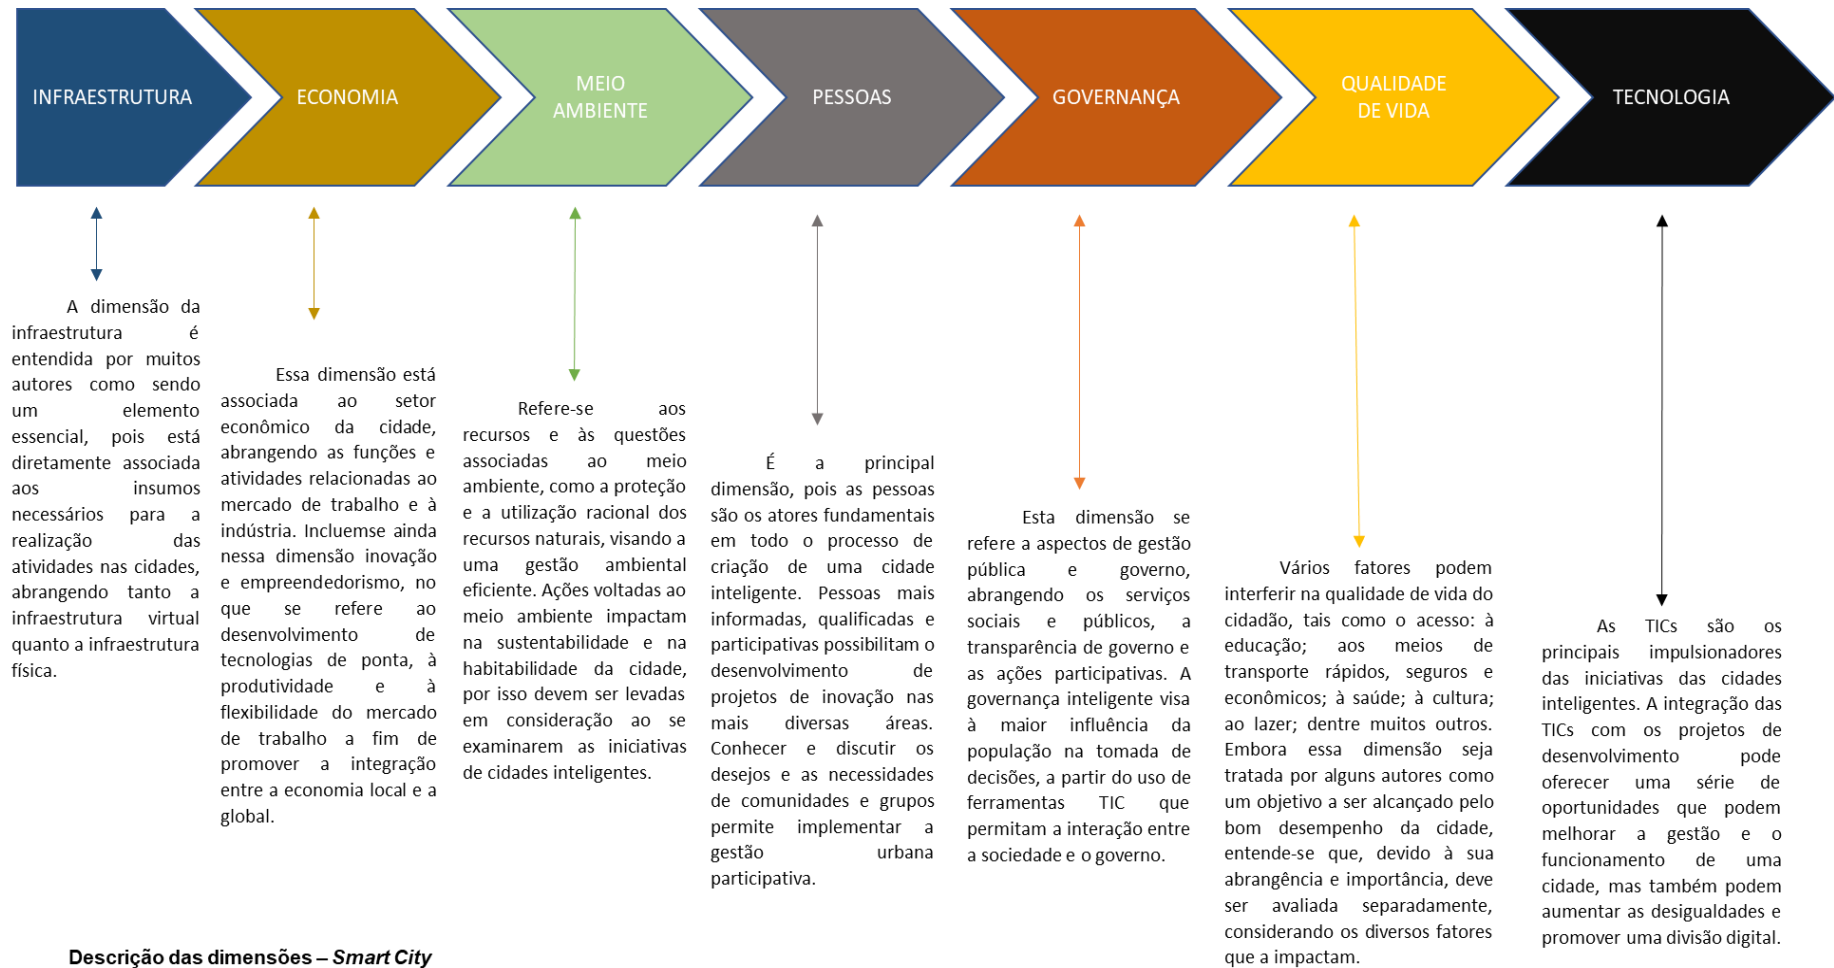 INFRAESTRUTURA
ECONOMIA
MEIO
AMBIENTE
PESSOAS
GOVERNANÇA
QUALIDADE
DE VIDA
TECNOLOGIA
A dimensão da
infraestrutura é
entendida por muitos
autores como sendo
um elemento
essencial, pois está
diretamente associada
aos insumos
necessários para a
realização das
atividades nas cidades,
abrangendo tanto a
infraestrutura virtual
quanto a infraestrutura
física.
Essa dimensão está
associada ao setor
econômico da cidade,
abrangendo as funções e
atividades relacionadas ao
mercado de trabalho e à
indústria. Incluemse ainda
nessa dimensão inovação
e empreendedorismo, no
que se refere ao
desenvolvimento de
tecnologias de ponta, à
produtividade e à
flexibilidade do mercado
de trabalho a fim de
promover a integração
entre a economia local e a
global.
Refere-se aos
recursos e às questões
associadas ao meio
ambiente, como a proteção
e a utilização racional dos
recursos naturais, visando a
uma gestão ambiental
eficiente. Ações voltadas ao
meio ambiente impactam
na sustentabilidade e na
habitabilidade da cidade,
por isso devem ser levadas
em consideração ao se
examinarem as iniciativas
de cidades inteligentes.
É a principal
dimensão, pois as pessoas
são os atores fundamentais
em todo o processo de
criação de uma cidade
inteligente. Pessoas mais
informadas, qualificadas e
participativas possibilitam o
desenvolvimento de
projetos de inovação nas
mais diversas áreas.
Conhecer e discutir os
desejos e as necessidades
de comunidades e grupos
permite implementar a
gestão urbana
participativa.
Esta dimensão se
refere a aspectos de gestão
pública e governo,
abrangendo os serviços
sociais e públicos, a
transparência de governo e
as ações participativas. A
governança inteligente visa
à maior influência da
população na tomada de
decisões, a partir do uso de
ferramentas TIC que
permitam a interação entre
a sociedade e o governo.
Vários fatores podem
interferir na qualidade de vida do
cidadão, tais como o acesso: à
educação; aos meios de
transporte rápidos, seguros e
econômicos; à saúde; à cultura;
ao lazer; dentre muitos outros.
Embora essa dimensão seja
tratada por alguns autores como
um objetivo a ser alcançado pelo
bom desempenho da cidade,
entende-se que, devido à sua
abrangência e importância, deve
ser avaliada separadamente,
considerando os diversos fatores
que a impactam.
As TICs são os
principais impulsionadores
das iniciativas das cidades
inteligentes. A integração das
TICs com os projetos de
desenvolvimento pode
oferecer uma série de
oportunidades que podem
melhorar a gestão e o
funcionamento de uma
cidade, mas também podem
aumentar as desigualdades e
promover uma divisão digital.
Descrição das dimensões – Smart City